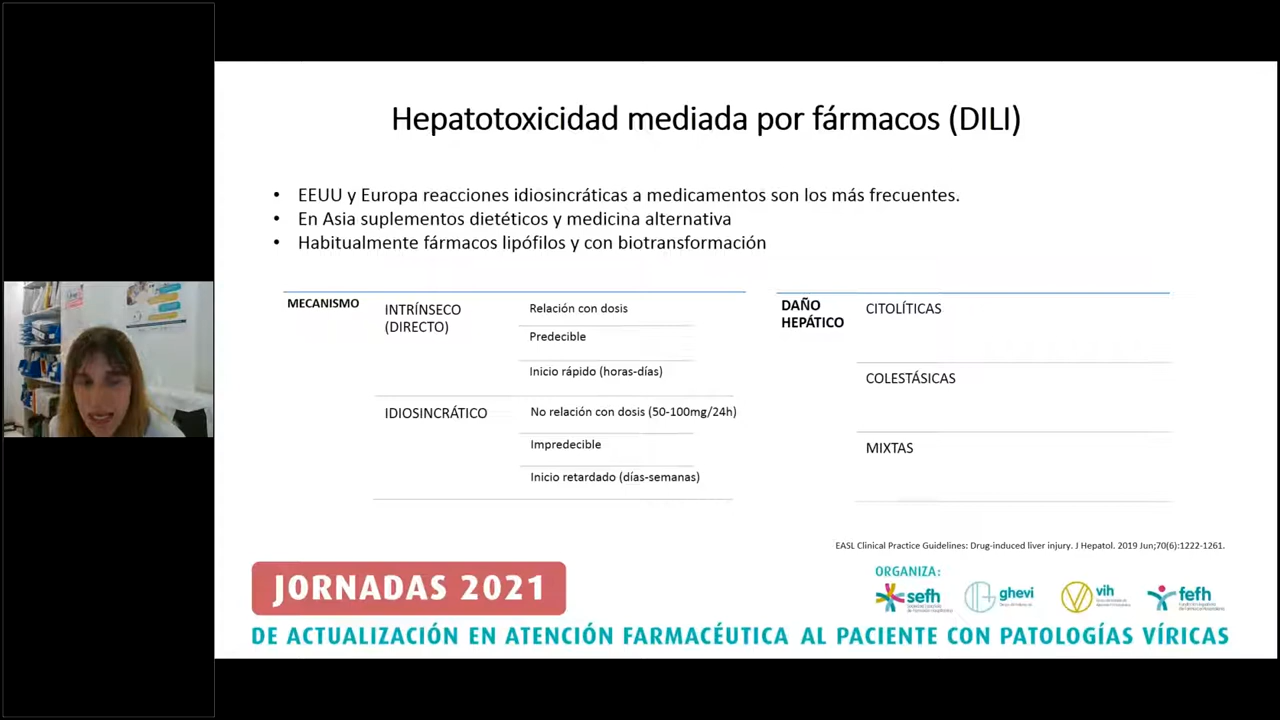 Hepatotoxicidad mediada por fármacos (DILI)
• EEUU y Europa reacciones idiosincráticas a medicamentos son los más frecuentes.
• En Asia suplementos dietéticos y medicina alternativa
• Habitualmente fármacos lipófilos y con biotransformación
MECANISMO
INTRÍNSECO
(DIRECTO)
Relación con dosis
Predecible
Inicio rápido (horas-días)
IDIOSINCRÁTICO
No relación con dosis (50-100mg/24h)
Impredecible
Inicio retardado (días-semanas)
DAÑO
HEPÁTICO
CITOLÍTICAS
COLESTÁSICAS
MIXTAS
EASL Clinical Practice Guidelines: Drug-induced liver injury. J Hepatol. 2019 Jun;70(6):1222-1261.
JORNADAS 2021
ORGANIZA:
sefh
ghevi
vih
fefh
DE ACTUALIZACIÓN EN ATENCIÓN FARMACÉUTICA AL PACIENTE CON PATOLOGÍAS VÍRICAS